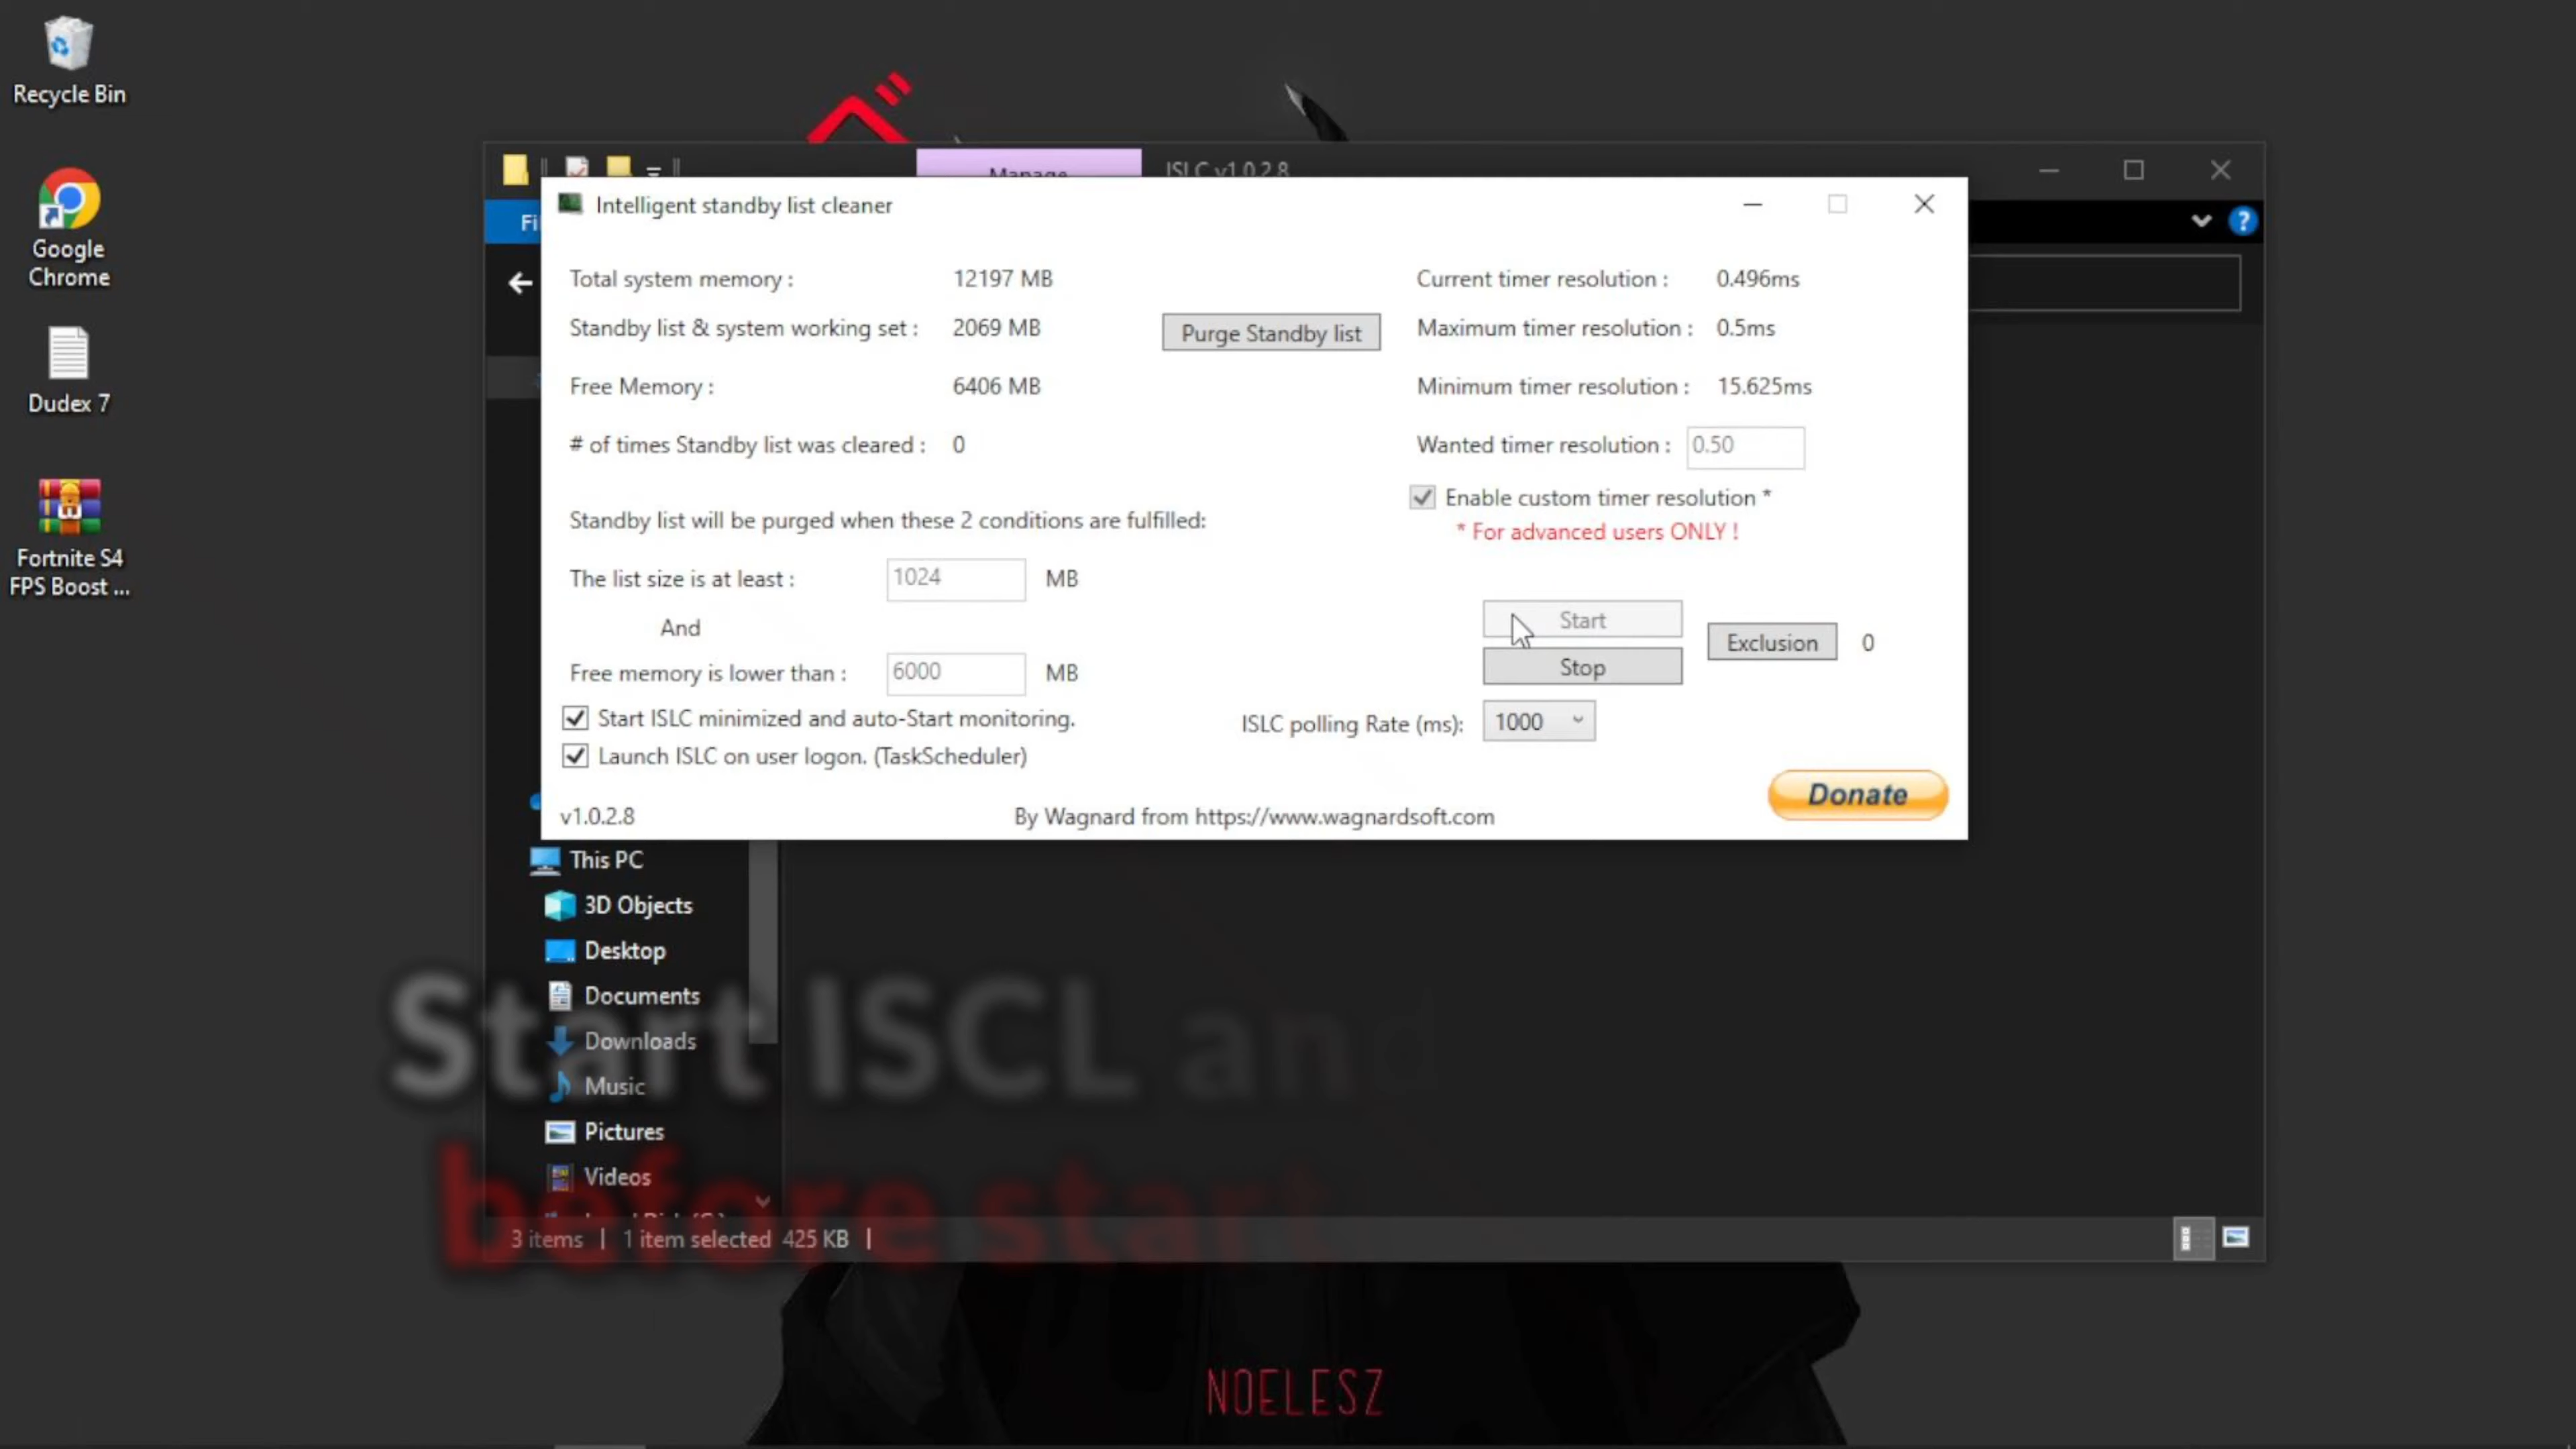 Recycle Bin
Google
Chrome
Dudex 7
Fortnite S4
FPS Boost ...
べ
Manage
ISLC v1.0.2.8
Intelligent standby list cleaner
Total system memory : 12197 MB
Standby list & system working set : 2069 MB
Purge Standby list
Free Memory : 6406 MB
# of times Standby list was cleared : 0
Current timer resolution : 0.496ms
Maximum timer resolution : 0.5ms
Minimum timer resolution : 15.625ms
Wanted timer resolution : 0.50
Enable custom timer resolution *
* For advanced users ONLY !
Standby list will be purged when these 2 conditions are fulfilled:
The list size is at least : 1024 MB
And
Free memory is lower than : 6000 MB
Start
Stop
Exclusion 0
Start ISLC minimized and auto-Start monitoring.
Launch ISLC on user logon. (TaskScheduler)
ISLC polling Rate (ms): 1000
Donate
v1.0.2.8
By Wagnard from https://www.wagnardsoft.com
This PC
3D Objects
Desktop
Documents
Downloads
Music
Pictures
Videos
3 items | 1 item selected 425 KB |
Start ISCL and
before start
NOELESZ